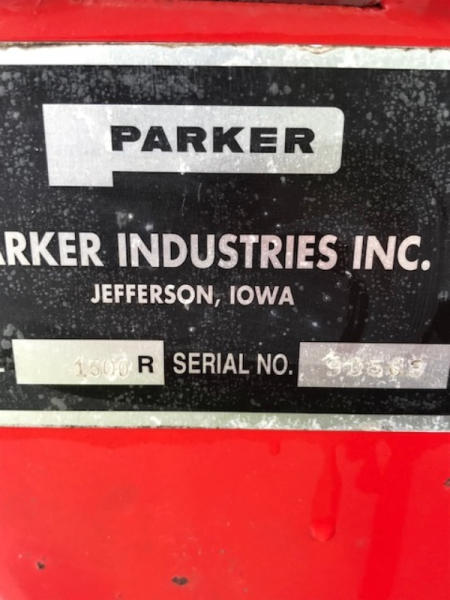 PARKER
ARKER INDUSTRIES INC.
JEFFERSON, IOWA
R SERIAL NO.